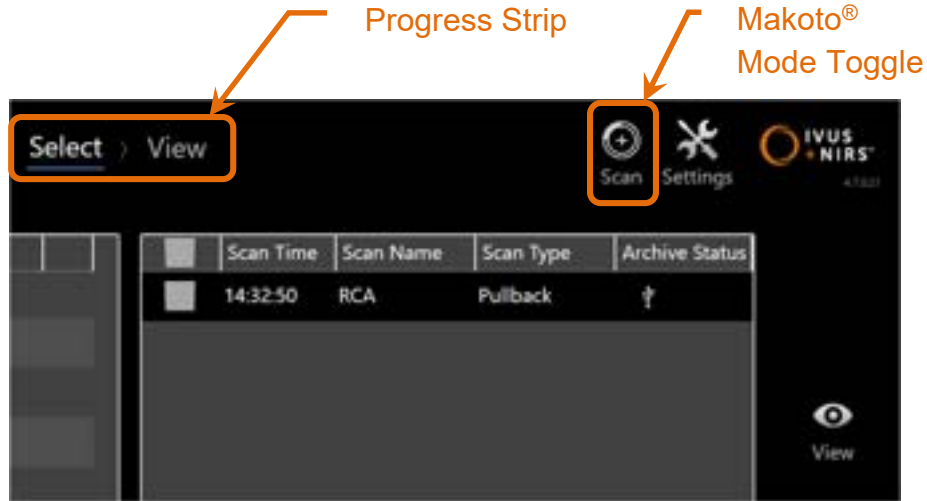 Progress Strip
Makoto®
Mode Toggle
Select > View
Scan
Settings
IVUS
+NIRS™
Scan Time Scan Name Scan Type Archive Status
14:32:50 RCA Pullback
View